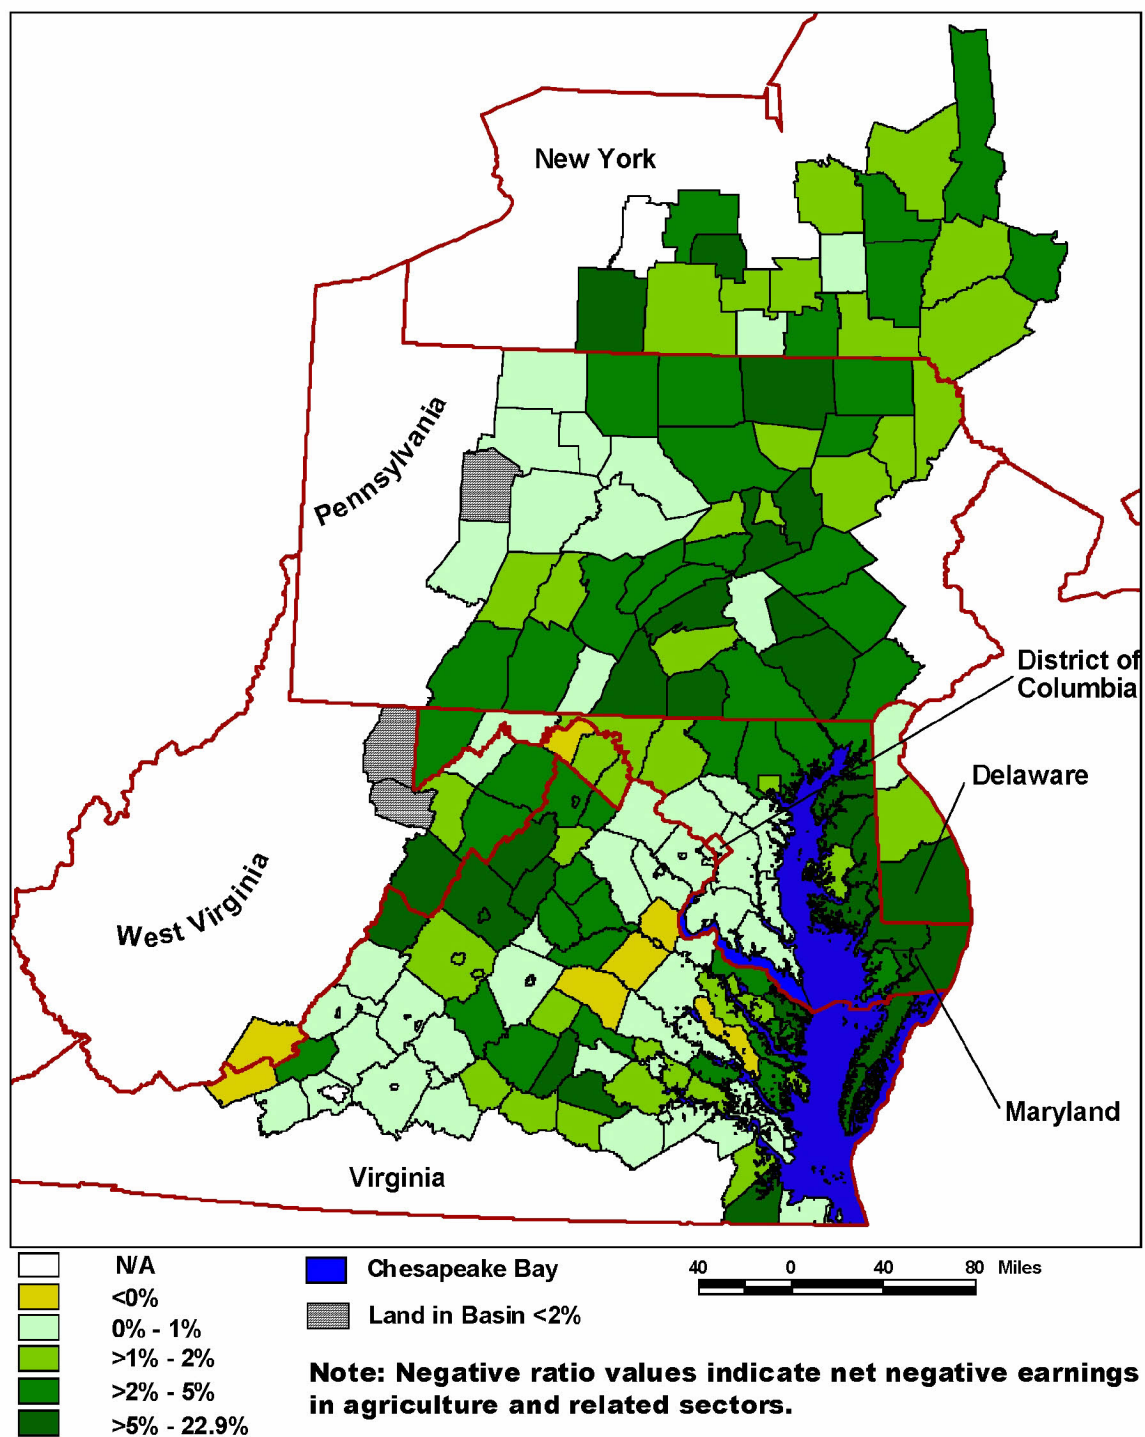 New York
Pennsylvania
District of
Columbia
Delaware
West Virginia
Maryland
Virginia
N/A
<0%
0% - 1%
>1% - 2%
>2% - 5%
>5% - 22.9%
Chesapeake Bay
Land in Basin <2%
40 0 40 80 Miles
Note: Negative ratio values indicate net negative earnings
in agriculture and related sectors.